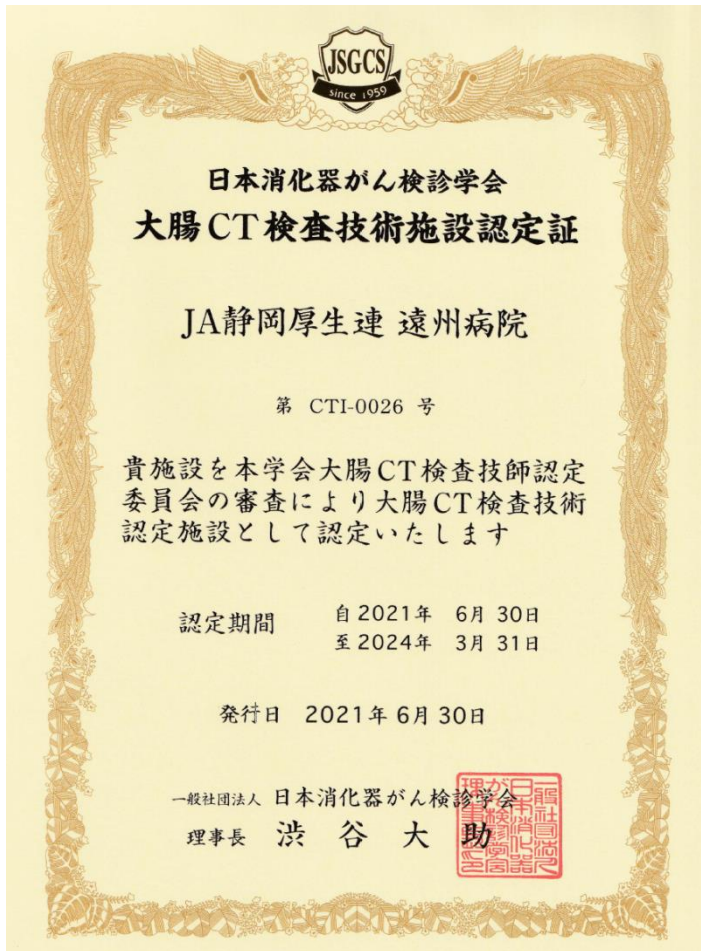 JSGCS
since 1959
日本消化器がん検診学会
大腸CT検査技術施設認定証
JA静岡厚生連 遠州病院
第 CTI-0026 号
貴施設を本学会大腸CT検査技師認定
委員会の審査により大腸CT検査技術
認定施設として認定いたします
認定期間 自2021年 6月30日
至2024年 3月31日
発行日 2021年6月30日
一般社団法人 日本消化器がん検診学会
理事長 渋谷大助